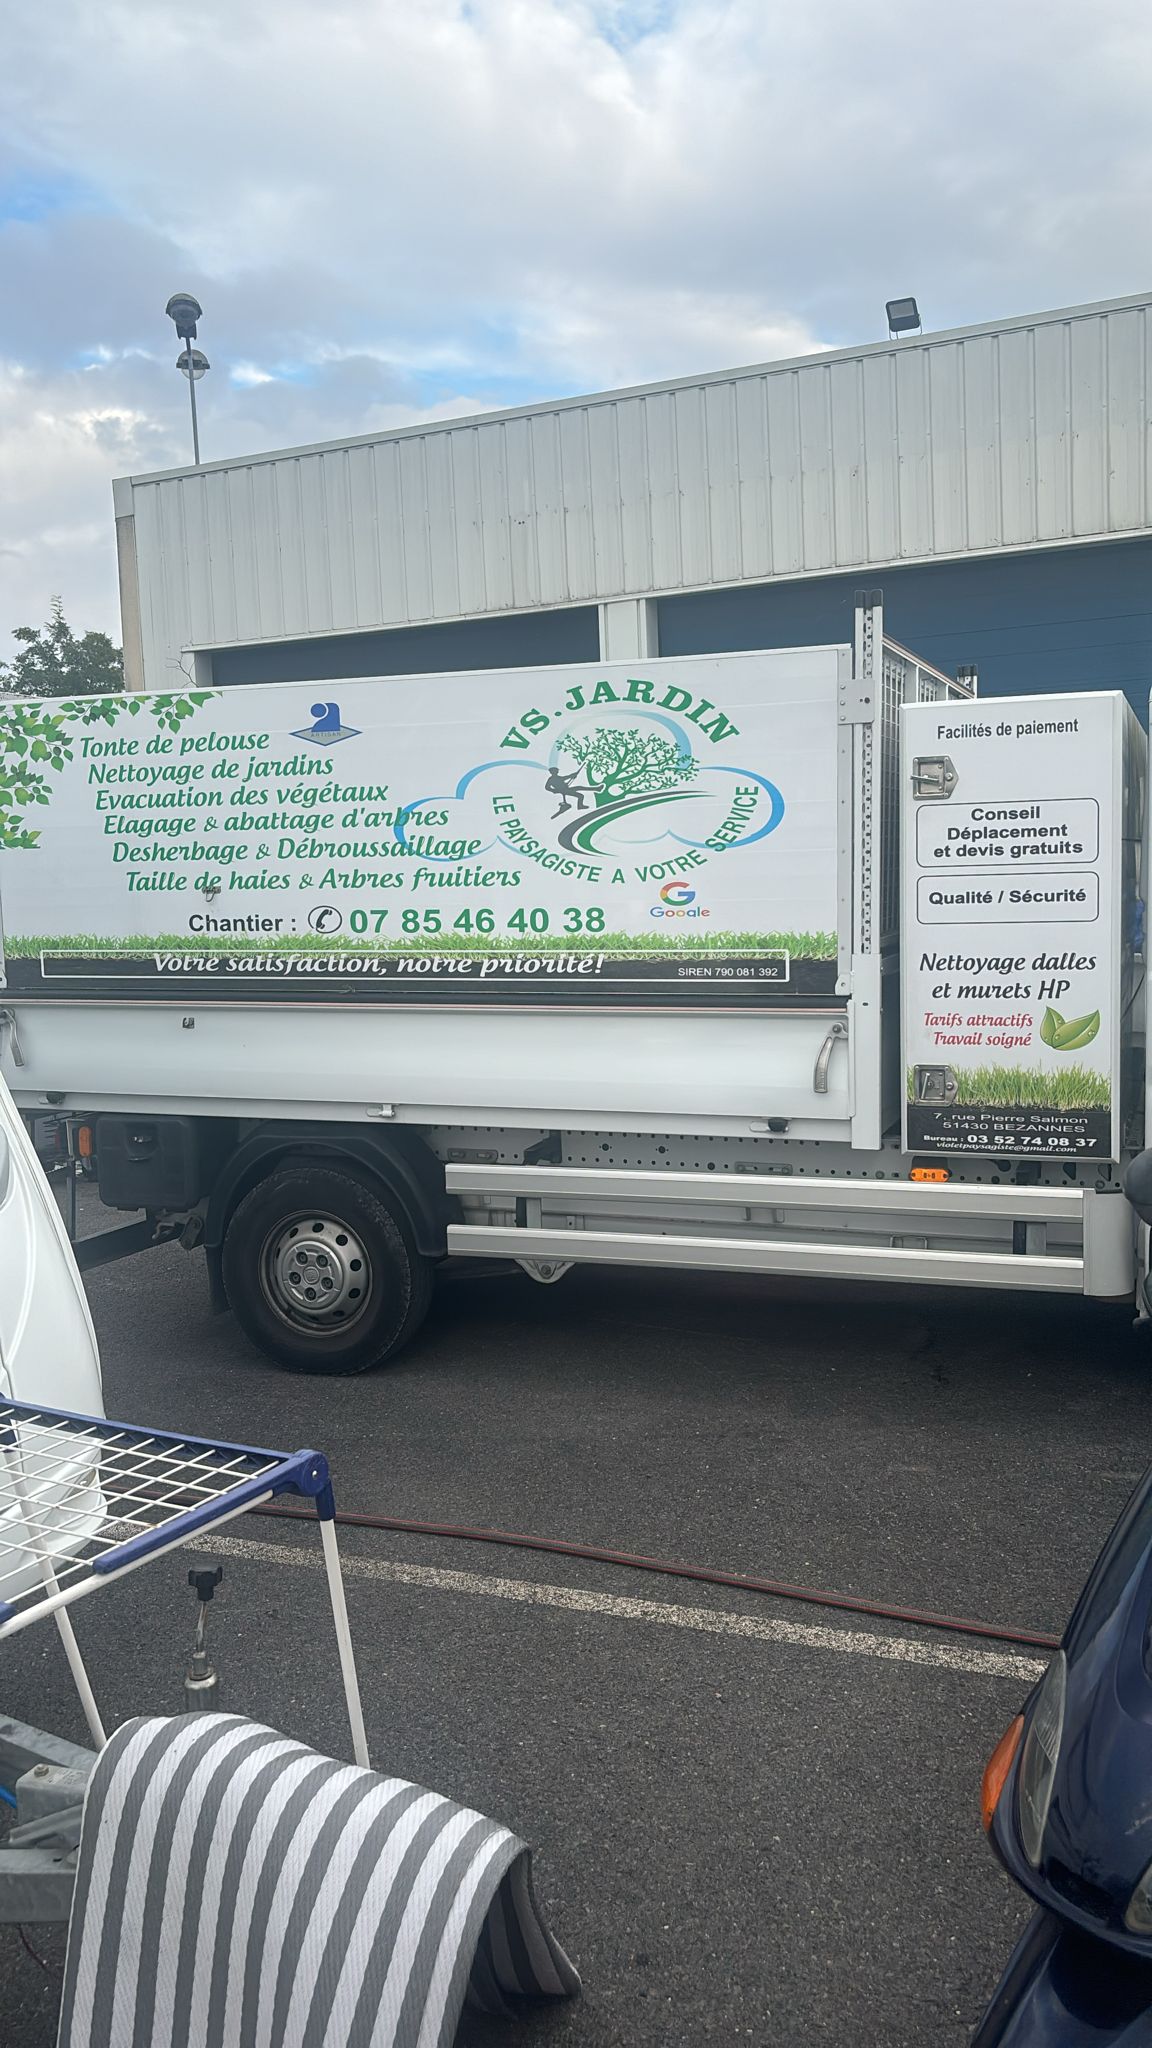 ARTISAN
Tonte de pelouse
Nettoyage de jardins
Evacuation des végétaux
Elagage & abattage d'arbres
Desherbage & Débroussaillage
Taille de haies & Arbres fruitiers
Chantier : 07 85 46 40 38
Votre satisfaction, notre priorité!
SIREN 790 081 392
VS.JARDIN
LE PAYSAGISTE A VOTRE SERVICE
G
Google
Facilités de paiement
Conseil
Déplacement
et devis gratuits
Qualité / Sécurité
Nettoyage dalles
et murets HP
Tarifs attractifs
Travail soigné
7, rue Pierre Salmon
51430 BEZANNES
Bureau : 03 52 74 08 37
violetpaysagiste@gmail.com